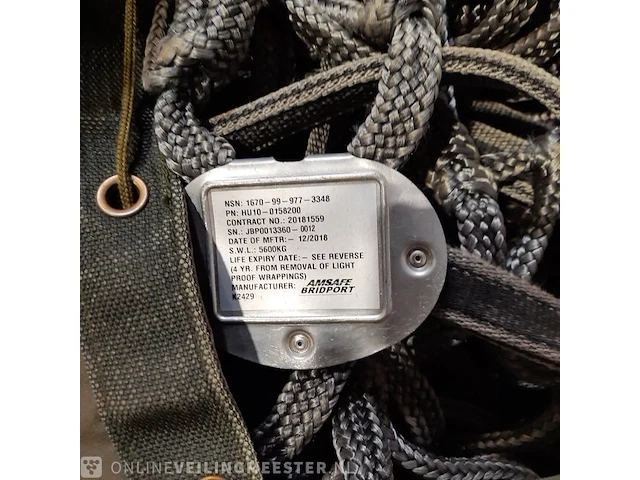 NSN: 1670-99-977-3348
PN: HU10-0158200
CONTRACT NO.: 20181559
SN.: JBP0013360-0012
DATE OF MFTR:- 12/2018
S.W.L.: 5600KG
LIFE EXPIRY DATE:- SEE REVERSE
(4 YR. FROM REMOVAL OF LIGHT
PROOF WRAPPINGS)
MANUFACTURER: AMSAFE
K2429 BRIDPORT
ONLINEVEILINGMEESTER.NL